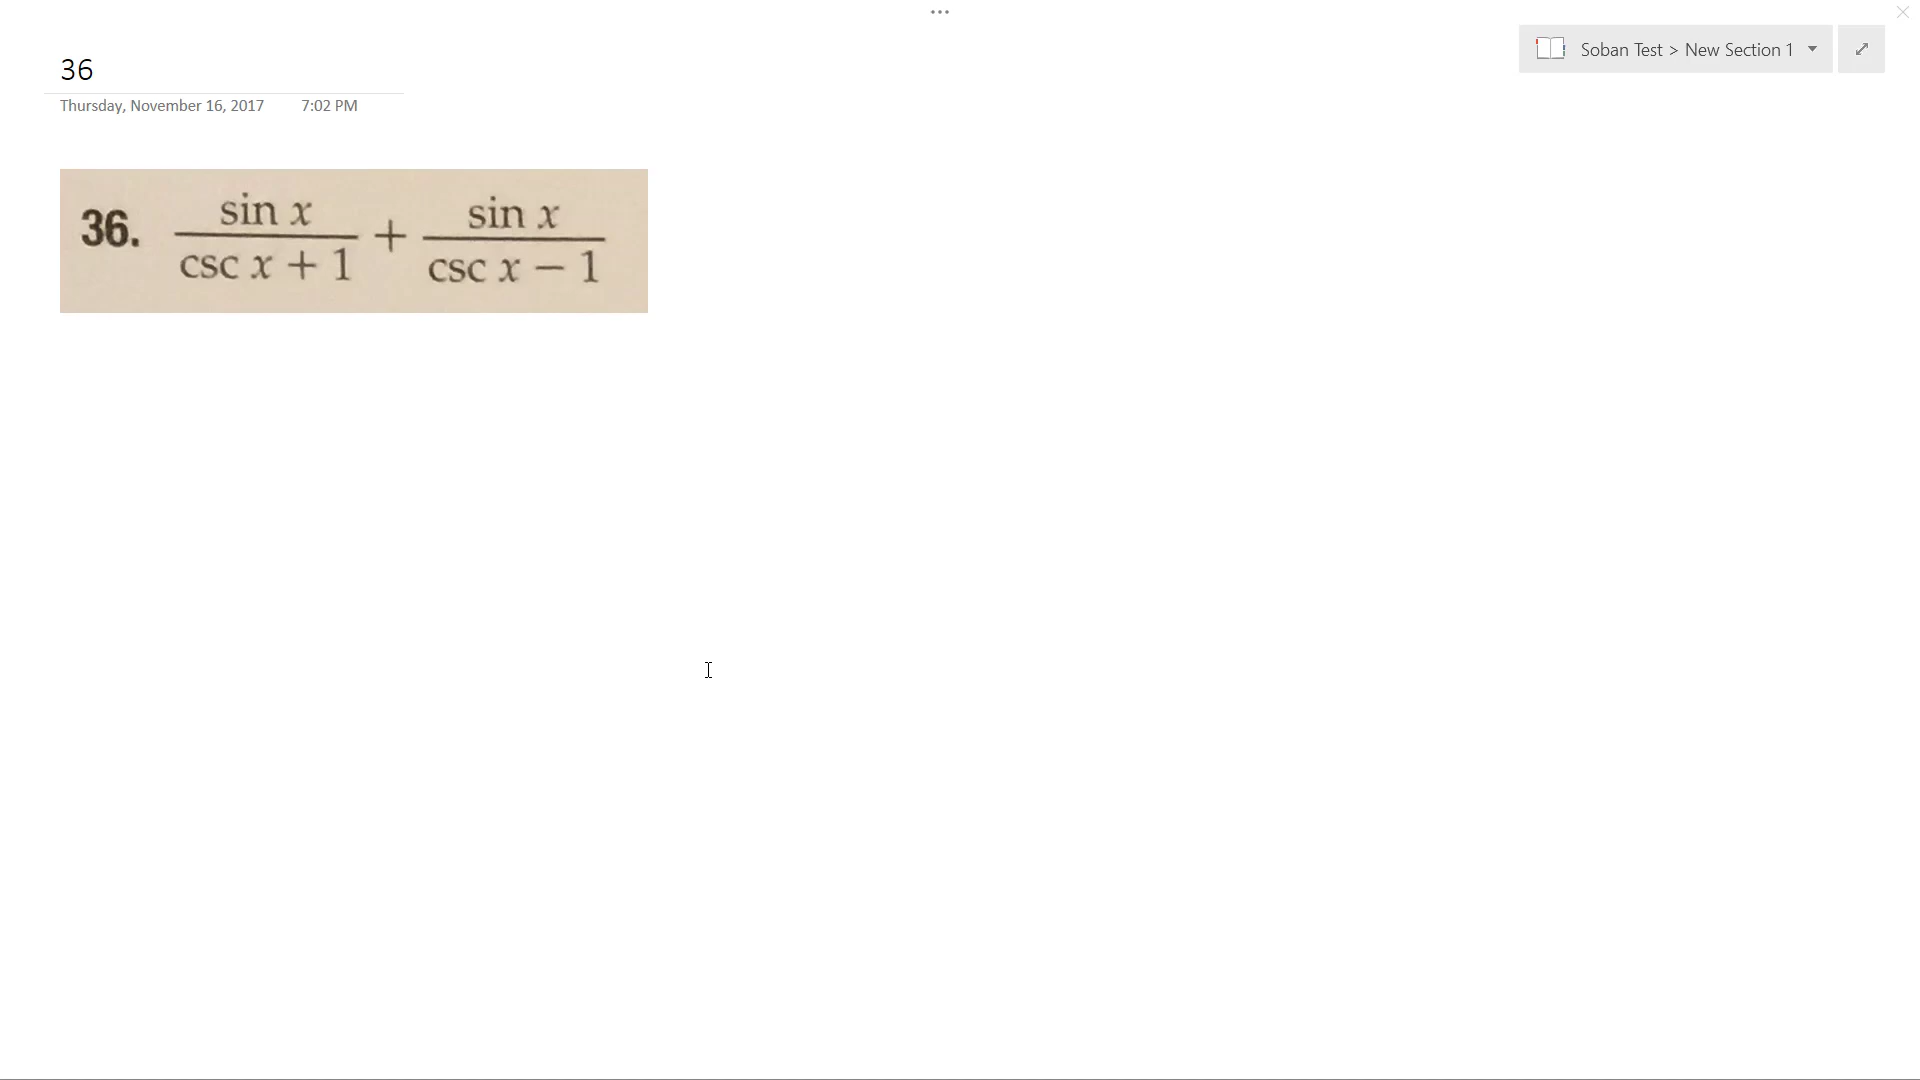 Soban Test > New Section 1
36
Thursday, November 16, 2017 7:02 PM
36. sin x / (csc x + 1) + sin x / (csc x − 1)